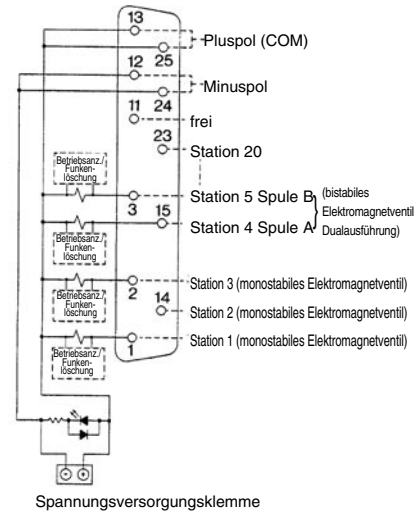 13
Pluspol (COM)
25
12
Minuspol
24
11
frei
23
Station 20
Betriebsanz./
Funken-
löschung
Station 5 Spule B
(bistabiles
3
15
Elektromagnetventil
Station 4 Spule A
Dualausführung)
Betriebsanz./
Funken-
löschung
Station 3 (monostabiles Elektromagnetventil)
2
Betriebsanz./
Funken-
löschung
14
Station 2 (monostabiles Elektromagnetventil)
Station 1 (monostabiles Elektromagnetventil)
1
Betriebsanz./
Funken-
löschung
- +
Spannungsversorgungsklemme